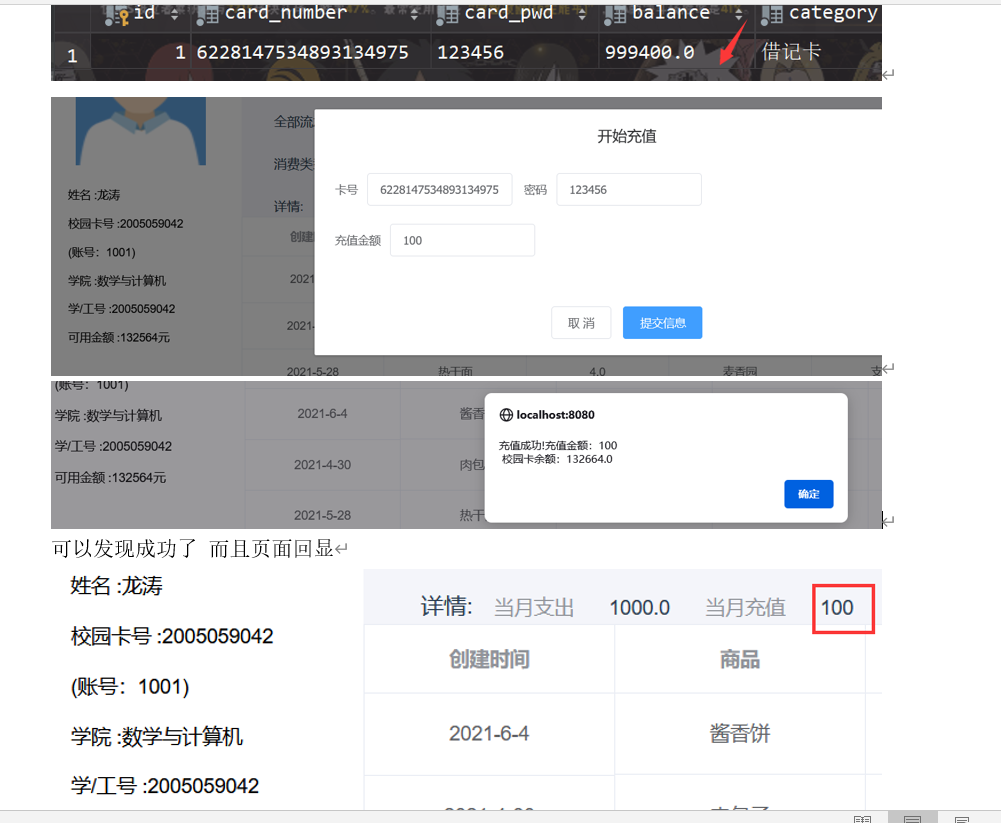 id card_number card_pwd balance category
1 1 6228147534893134975 123456 999400.0 借记卡
全部流
开始充值
消费类
卡号 6228147534893134975 密码 123456
姓名 :龙涛
详情:
校园卡号 :2005059042
创建
充值金额 100
(账号：1001)
2021
学院 :数学与计算机
学/工号 :2005059042
2021-
取 消 提交信息
可用金额 :132564元
2021-5-28 热干面 4.0 麦香园 支
(账号：1001)
学院 :数学与计算机
2021-6-4 酱香
localhost:8080
学/工号 :2005059042
充值成功!充值金额：100
校园卡余额：132664.0
2021-4-30 肉包
可用金额 :132564元
确定
2021-5-28 热干
可以发现成功了 而且页面回显
姓名 :龙涛
详情: 当月支出 1000.0 当月充值 100
校园卡号 :2005059042
创建时间 商品
(账号：1001)
学院 :数学与计算机
2021-6-4 酱香饼
学/工号 :2005059042